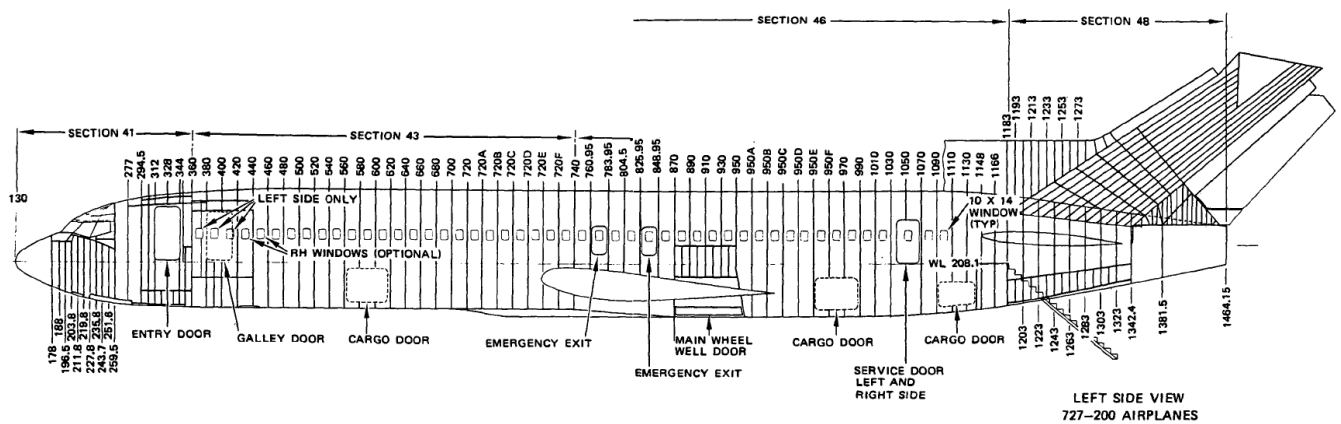 SECTION 46
SECTION 48
SECTION 41
SECTION 43
1183
1193
1213
1233
1253
1273
277
294.5
312
328
344
360
380
400
420
440
460
480
500
520
540
560
580
600
620
640
660
680
700
720
720A
720B
720C
720D
720E
720F
740
760.95
783.95
804.5
825.95
848.95
870
890
910
930
950
950A
950B
950C
950D
950E
950F
970
990
1010
1030
1050
1070
1090
1110
1130
1148
1166
130
LEFT SIDE ONLY
10 X 14
WINDOW
(TYP)
RH WINDOWS (OPTIONAL)
WL 208.1
178
188
196.5
203.8
211.8
219.8
227.8
235.8
243.7
251.6
259.5
ENTRY DOOR
GALLEY DOOR
CARGO DOOR
EMERGENCY EXIT
EMERGENCY EXIT
MAIN WHEEL
WELL DOOR
CARGO DOOR
SERVICE DOOR
LEFT AND
RIGHT SIDE
CARGO DOOR
1203
1223
1243
1263
1283
1303
1323
1342.4
1381.5
1464.15
LEFT SIDE VIEW
727-200 AIRPLANES